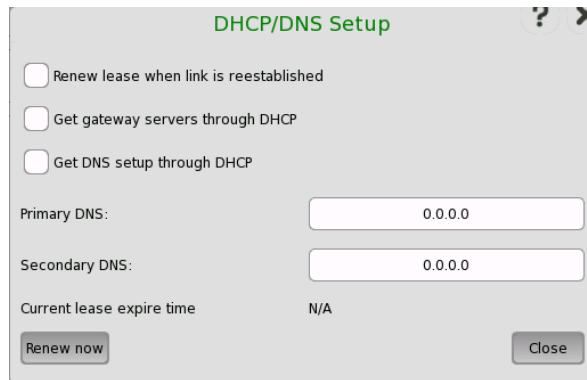 DHCP/DNS Setup ?
Renew lease when link is reestablished
Get gateway servers through DHCP
Get DNS setup through DHCP
Primary DNS: 0.0.0.0
Secondary DNS: 0.0.0.0
Current lease expire time N/A
Renew now Close